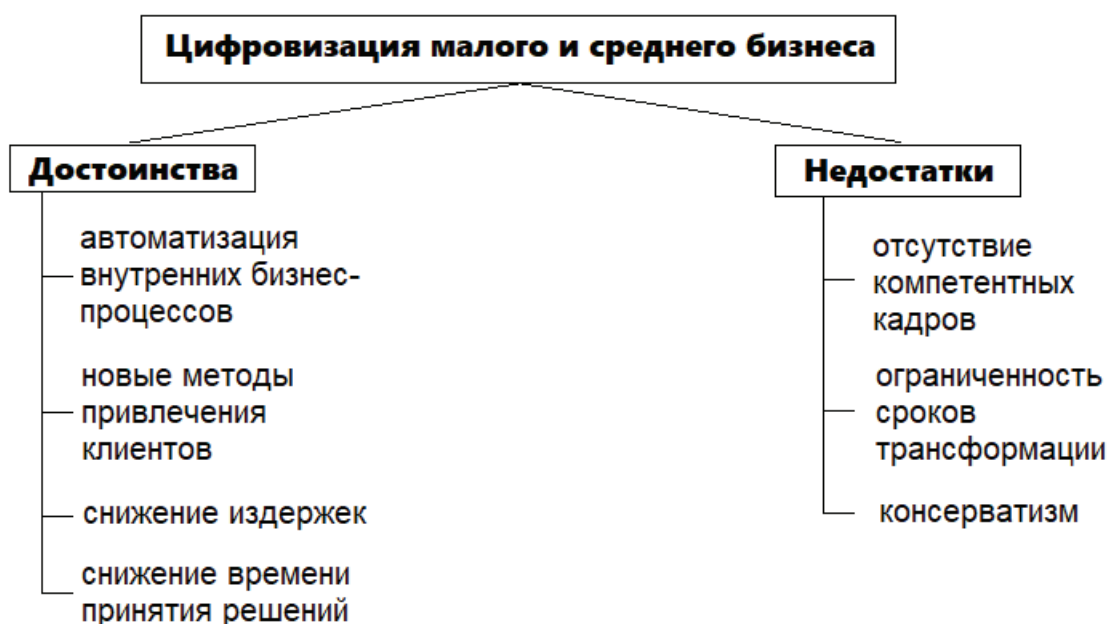 Цифровизация малого и среднего бизнеса
Достоинства
автоматизация
внутренних бизнес-
процессов
новые методы
привлечения
клиентов
снижение издержек
снижение времени
принятия решений
Недостатки
отсутствие
компетентных
кадров
ограниченность
сроков
трансформации
консерватизм